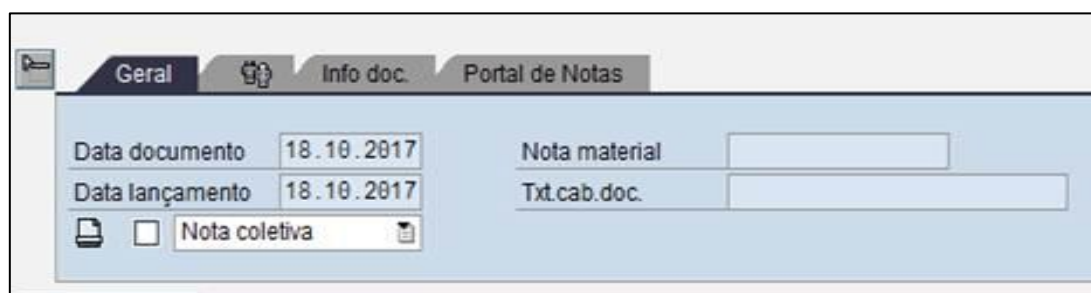 Geral Info doc. Portal de Notas
Data documento 18.10.2017 Nota material
Data lançamento 18.10.2017 Txt.cab.doc.
Nota coletiva